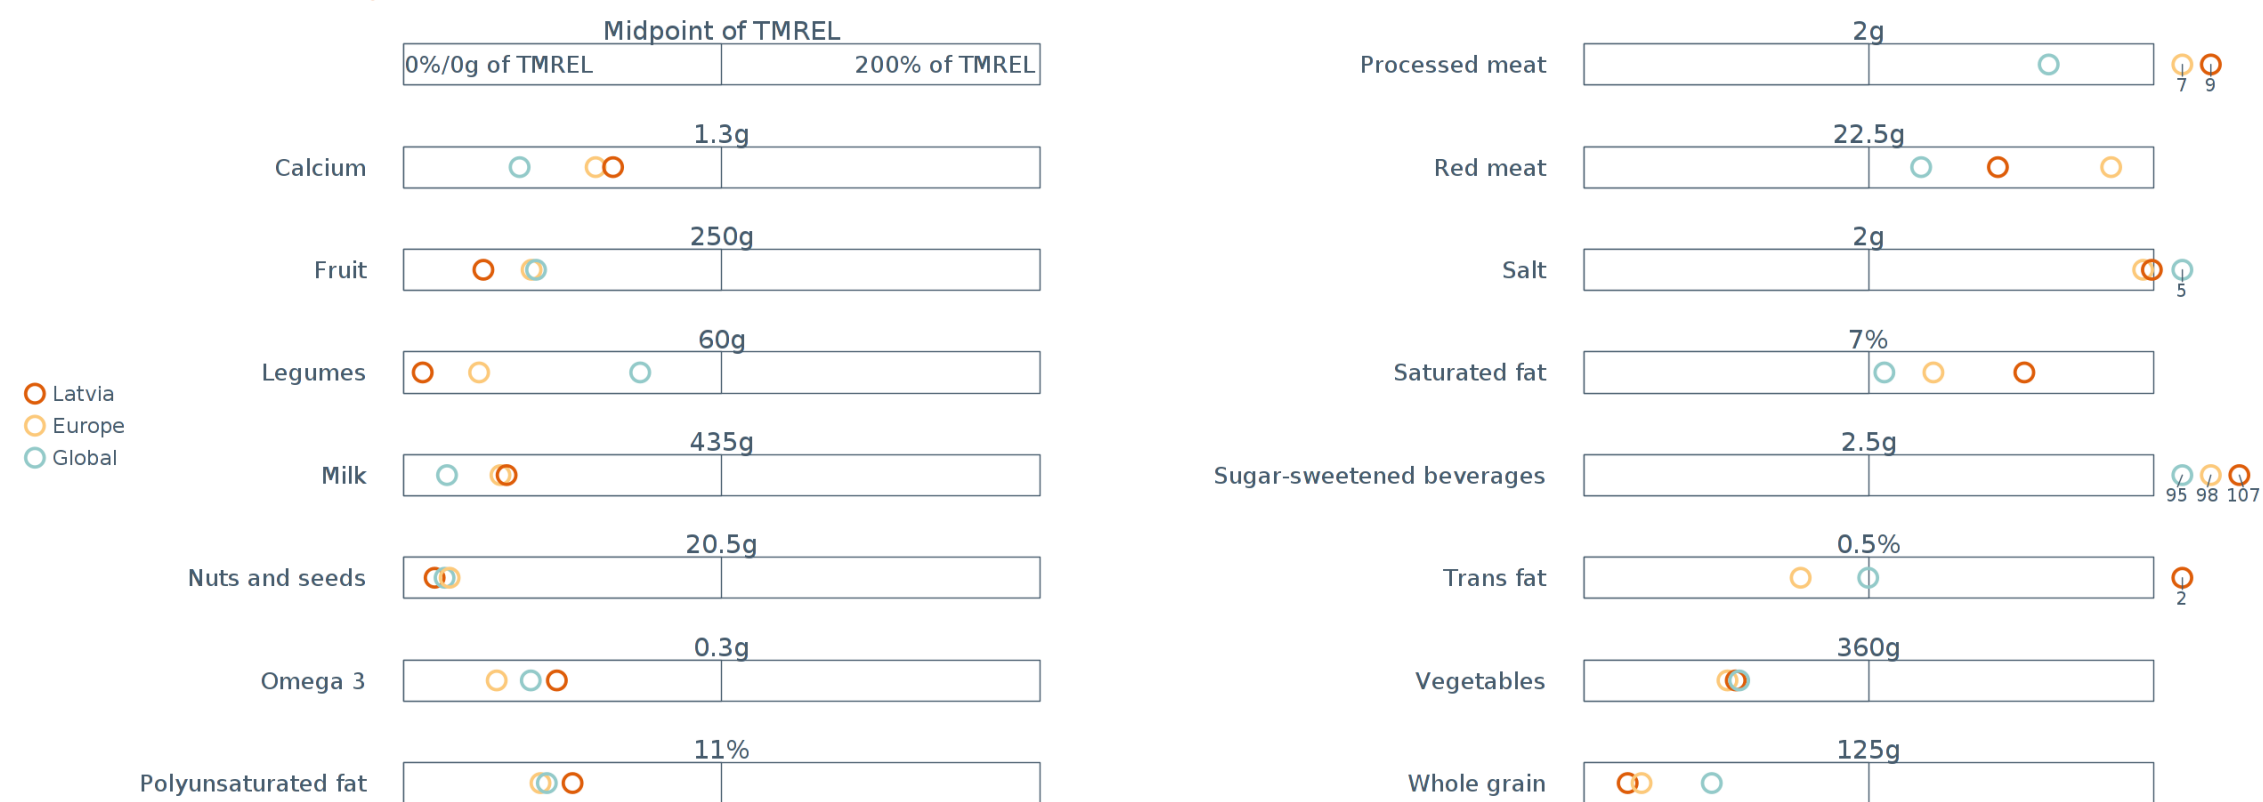 Midpoint of TMREL
0%/0g of TMREL
200% of TMREL
1.3g
Calcium
250g
Fruit
60g
Legumes
435g
Milk
20.5g
Nuts and seeds
0.3g
Omega 3
11%
Polyunsaturated fat
Latvia
Europe
Global
2g
Processed meat
7 9
22.5g
Red meat
2g
Salt
5
7%
Saturated fat
2.5g
Sugar-sweetened beverages
95 98 107
0.5%
Trans fat
2
360g
Vegetables
125g
Whole grain